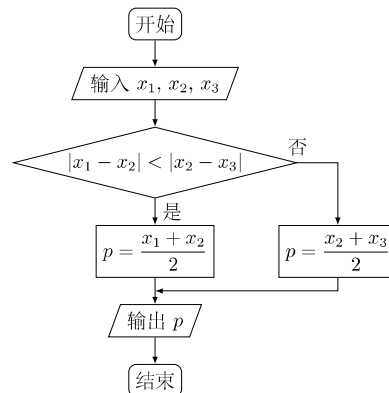 开始
输入 x₁, x₂, x₃
|x₁ − x₂| < |x₂ − x₃|
否
是
p = (x₁ + x₂)/2
p = (x₂ + x₃)/2
输出 p
结束